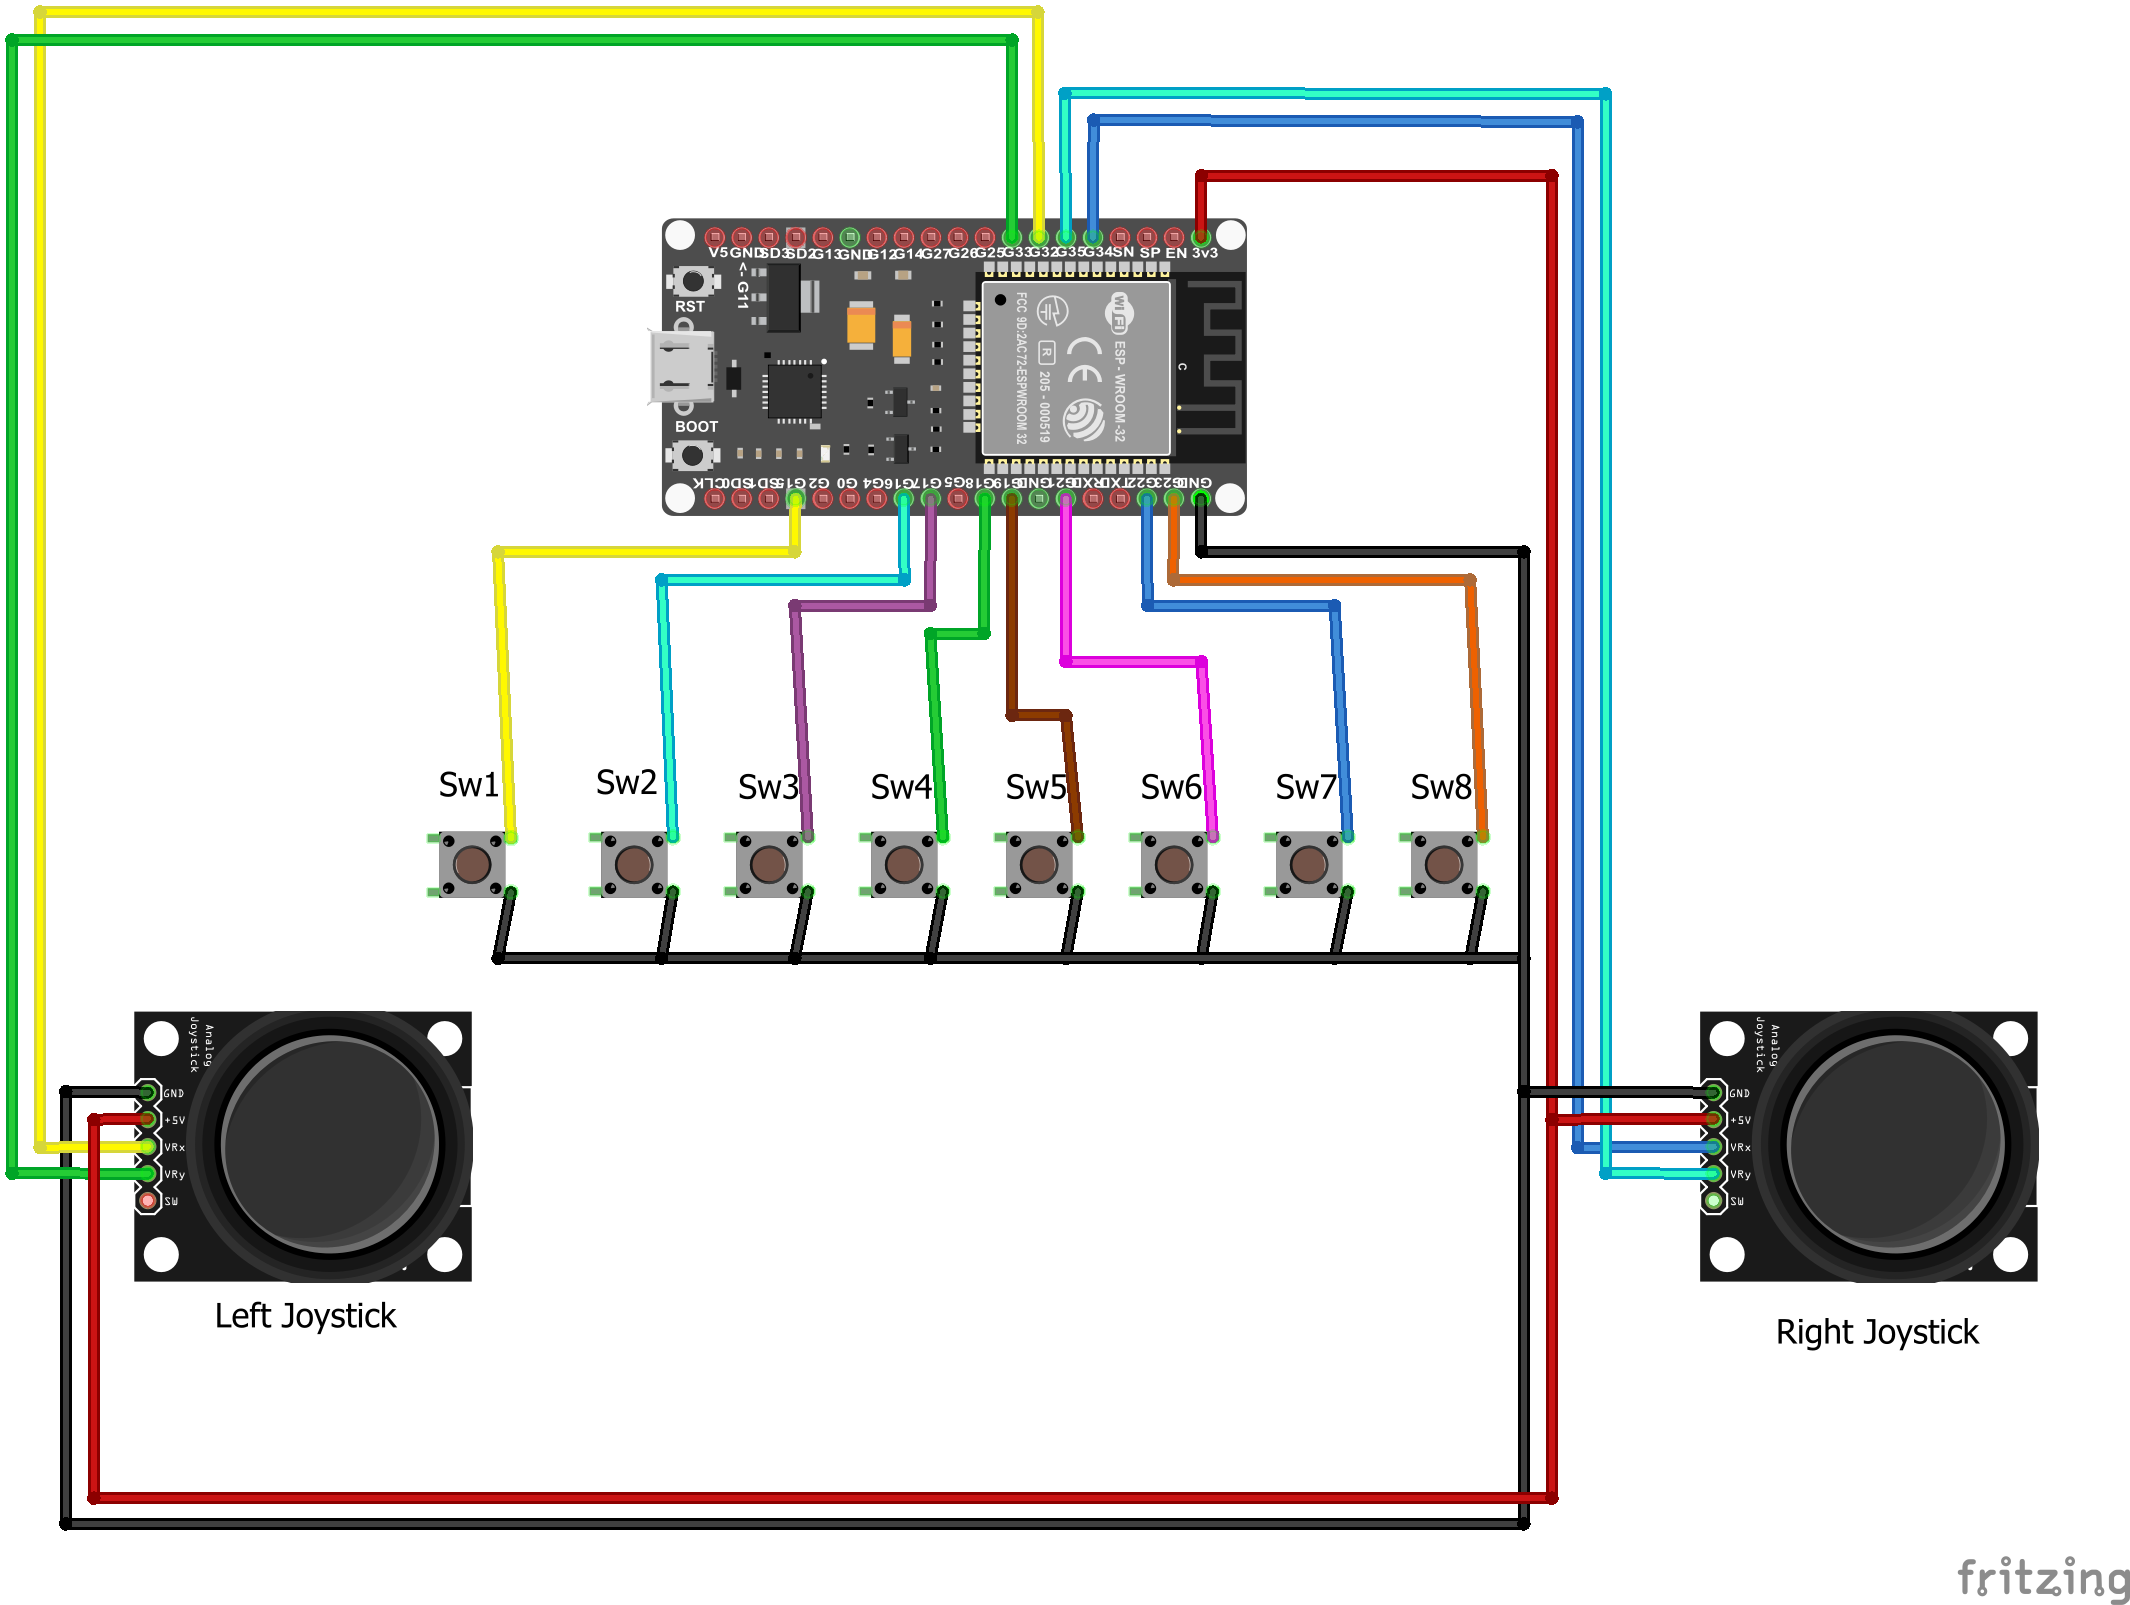 V5 GND SD3 SD2 G13 GND G12 G14 G27 G26 G25 G33 G32 G35 G34 SN SP EN 3v3
<-G11
RST
BOOT
FCC 9D:2AC72-ESPWROOM 32
R
205 - 000519
WiFi
CE
ESP - WROOM -32
C
CLK SD0 SD1 G15 G2 G0 G4 G16 G17 G5 G18 G19 GND G21 RXD TXD G22 G23 GND
Sw1 Sw2 Sw3 Sw4 Sw5 Sw6 Sw7 Sw8
Analog
Joystick
GND
+5V
VRx
VRy
SW
Left Joystick
Analog
Joystick
GND
+5V
VRx
VRy
SW
Right Joystick
fritzing